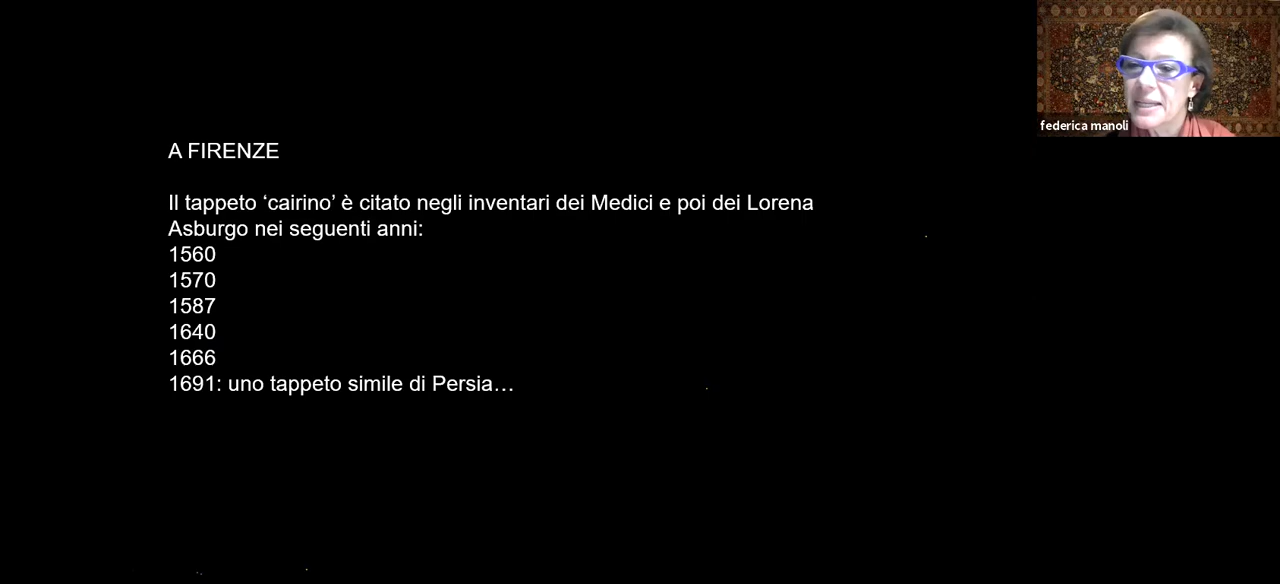 federica manoli
A FIRENZE
Il tappeto ‘cairino’ è citato negli inventari dei Medici e poi dei Lorena
Asburgo nei seguenti anni:
1560
1570
1587
1640
1666
1691: uno tappeto simile di Persia…